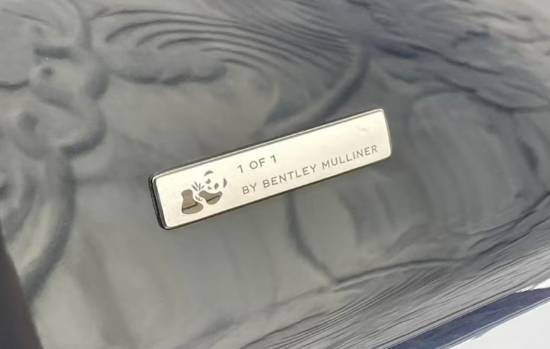 1 OF 1
BY BENTLEY MULLINER